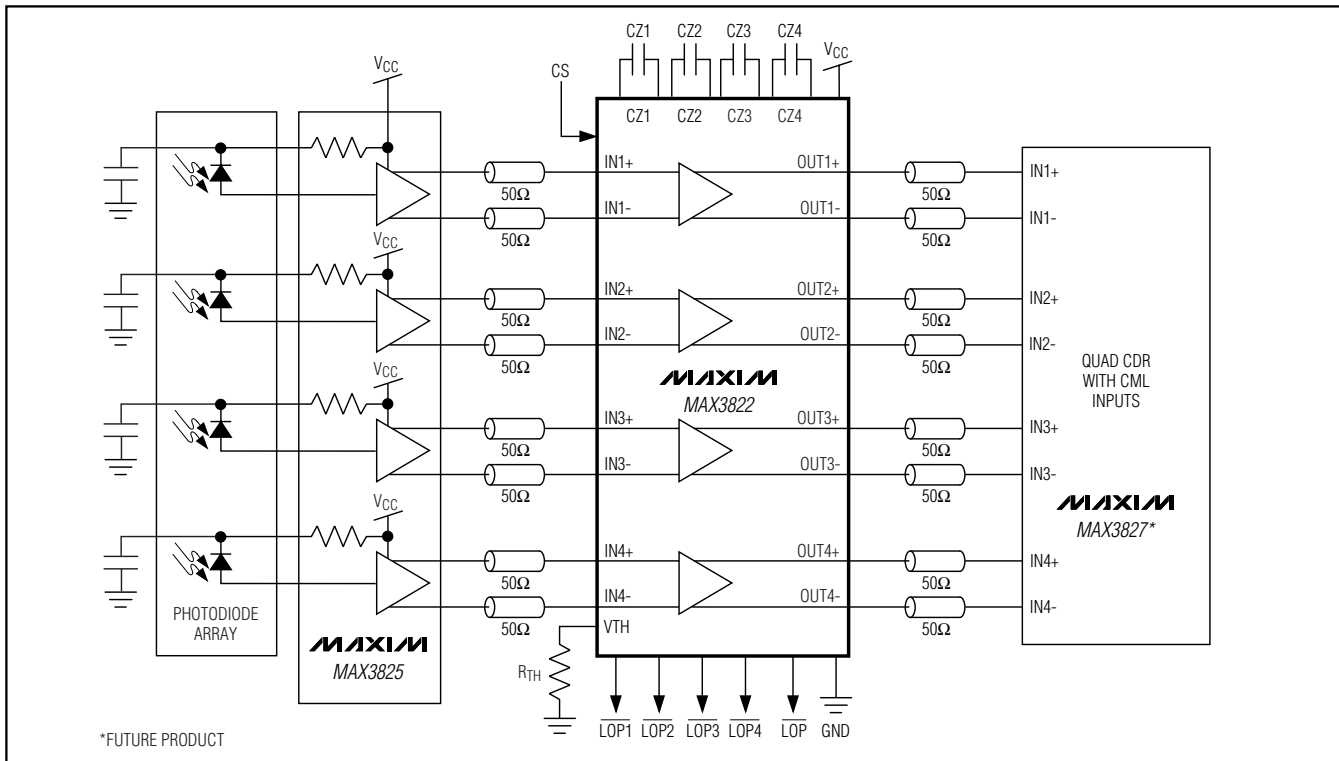 CZ1 CZ2 CZ3 CZ4
VCC
CS
VCC
CZ1 CZ2 CZ3 CZ4
IN1+ OUT1+ IN1+
50Ω 50Ω
IN1- OUT1- IN1-
50Ω 50Ω
VCC
IN2+ OUT2+ IN2+
50Ω 50Ω
IN2- OUT2- IN2-
50Ω 50Ω
QUAD CDR
WITH CML
INPUTS
MAXIM
MAX3822
VCC
IN3+ OUT3+ IN3+
50Ω 50Ω
IN3- OUT3- IN3-
50Ω 50Ω
VCC
MAXIM
MAX3827*
IN4+ OUT4+ IN4+
50Ω 50Ω
IN4- OUT4- IN4-
50Ω 50Ω
PHOTODIODE
ARRAY
MAXIM
MAX3825
VTH
RTH
LOP1 LOP2 LOP3 LOP4 LOP GND
*FUTURE PRODUCT